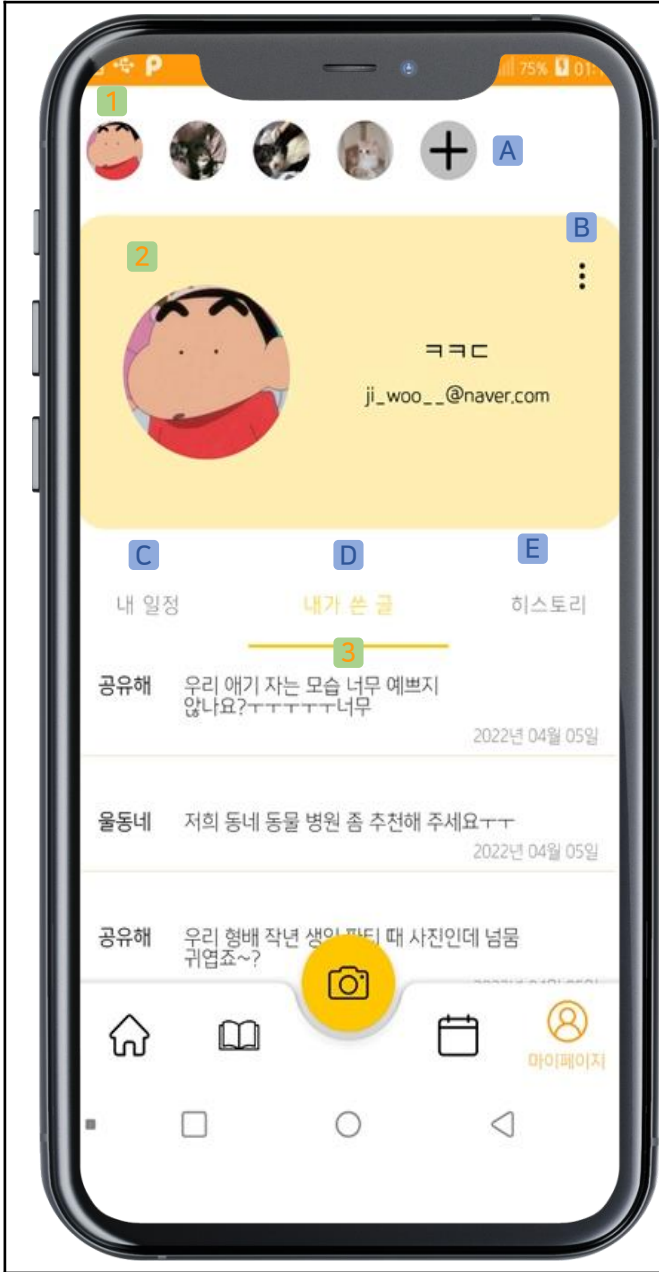 75% 01:
1
A
B
2
ㅋㅋㄷ
ji_woo__@naver.com
C
D
E
내 일정
내가 쓴 글
히스토리
3
공유해
우리 애기 자는 모습 너무 예쁘지
않나요?ㅜㅜㅜㅜㅜ너무
2022년 04월 05일
울동네
저희 동네 동물 병원 좀 추천해 주세요ㅜㅜ
2022년 04월 05일
공유해
우리 형배 작년 생일 파티 때 사진인데 넘뭄
귀엽죠~?
마이페이지